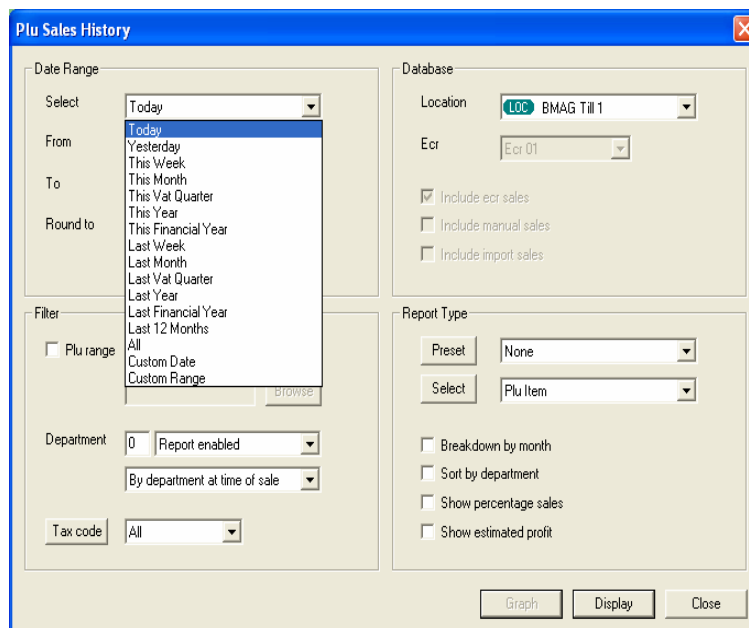 Plu Sales History
Date Range
Select
Today
Today
Yesterday
This Week
This Month
This Vat Quarter
This Year
This Financial Year
Last Week
Last Month
Last Vat Quarter
Last Year
Last Financial Year
Last 12 Months
All
Custom Date
Custom Range
From
To
Round to
Database
Location
LOC BMAG Till 1
Ecr
Ecr 01
Include ecr sales
Include manual sales
Include import sales
Filter
Plu range
Browse
Department
0 Report enabled
By department at time of sale
Tax code
All
Report Type
Preset
None
Select
Plu Item
Breakdown by month
Sort by department
Show percentage sales
Show estimated profit
Graph
Display
Close